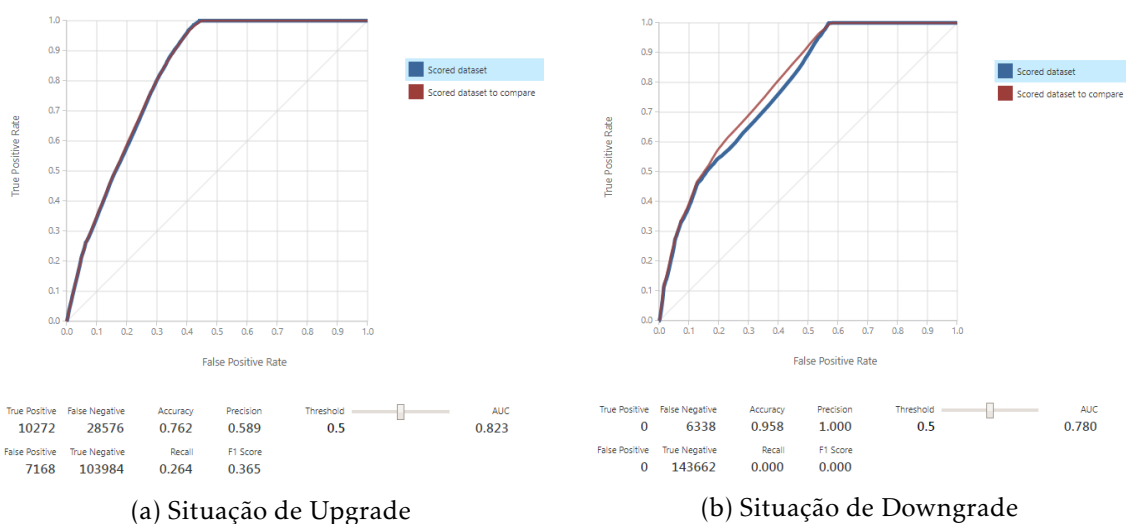 1.0
0.9
0.8
0.7
0.6
0.5
0.4
0.3
0.2
0.1
0.0
True Positive Rate
0.0 0.1 0.2 0.3 0.4 0.5 0.6 0.7 0.8 0.9 1.0
False Positive Rate
Scored dataset
Scored dataset to compare
True Positive False Negative Accuracy Precision Threshold AUC
10272 28576 0.762 0.589 0.5 0.823
False Positive True Negative Recall F1 Score
7168 103984 0.264 0.365
(a) Situação de Upgrade
1.0
0.9
0.8
0.7
0.6
0.5
0.4
0.3
0.2
0.1
0.0
True Positive Rate
0.0 0.1 0.2 0.3 0.4 0.5 0.6 0.7 0.8 0.9 1.0
False Positive Rate
Scored dataset
Scored dataset to compare
True Positive False Negative Accuracy Precision Threshold AUC
0 6338 0.958 1.000 0.5 0.780
False Positive True Negative Recall F1 Score
0 143662 0.000 0.000
(b) Situação de Downgrade